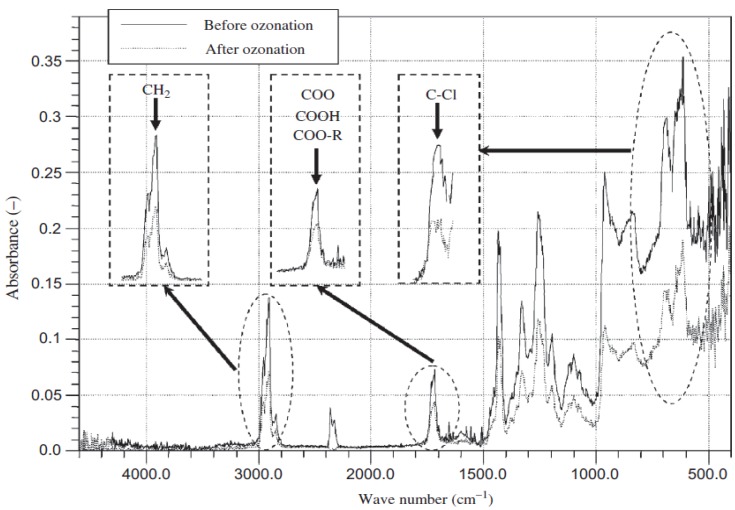 Before ozonation
After ozonation
0.35
0.3
0.25
0.2
0.15
0.1
0.05
0.0
Absorbance (−)
CH₂
COO
COOH
COO-R
C-Cl
4000.0 3000.0 2000.0 1500.0 1000.0 500.0
Wave number (cm⁻¹)